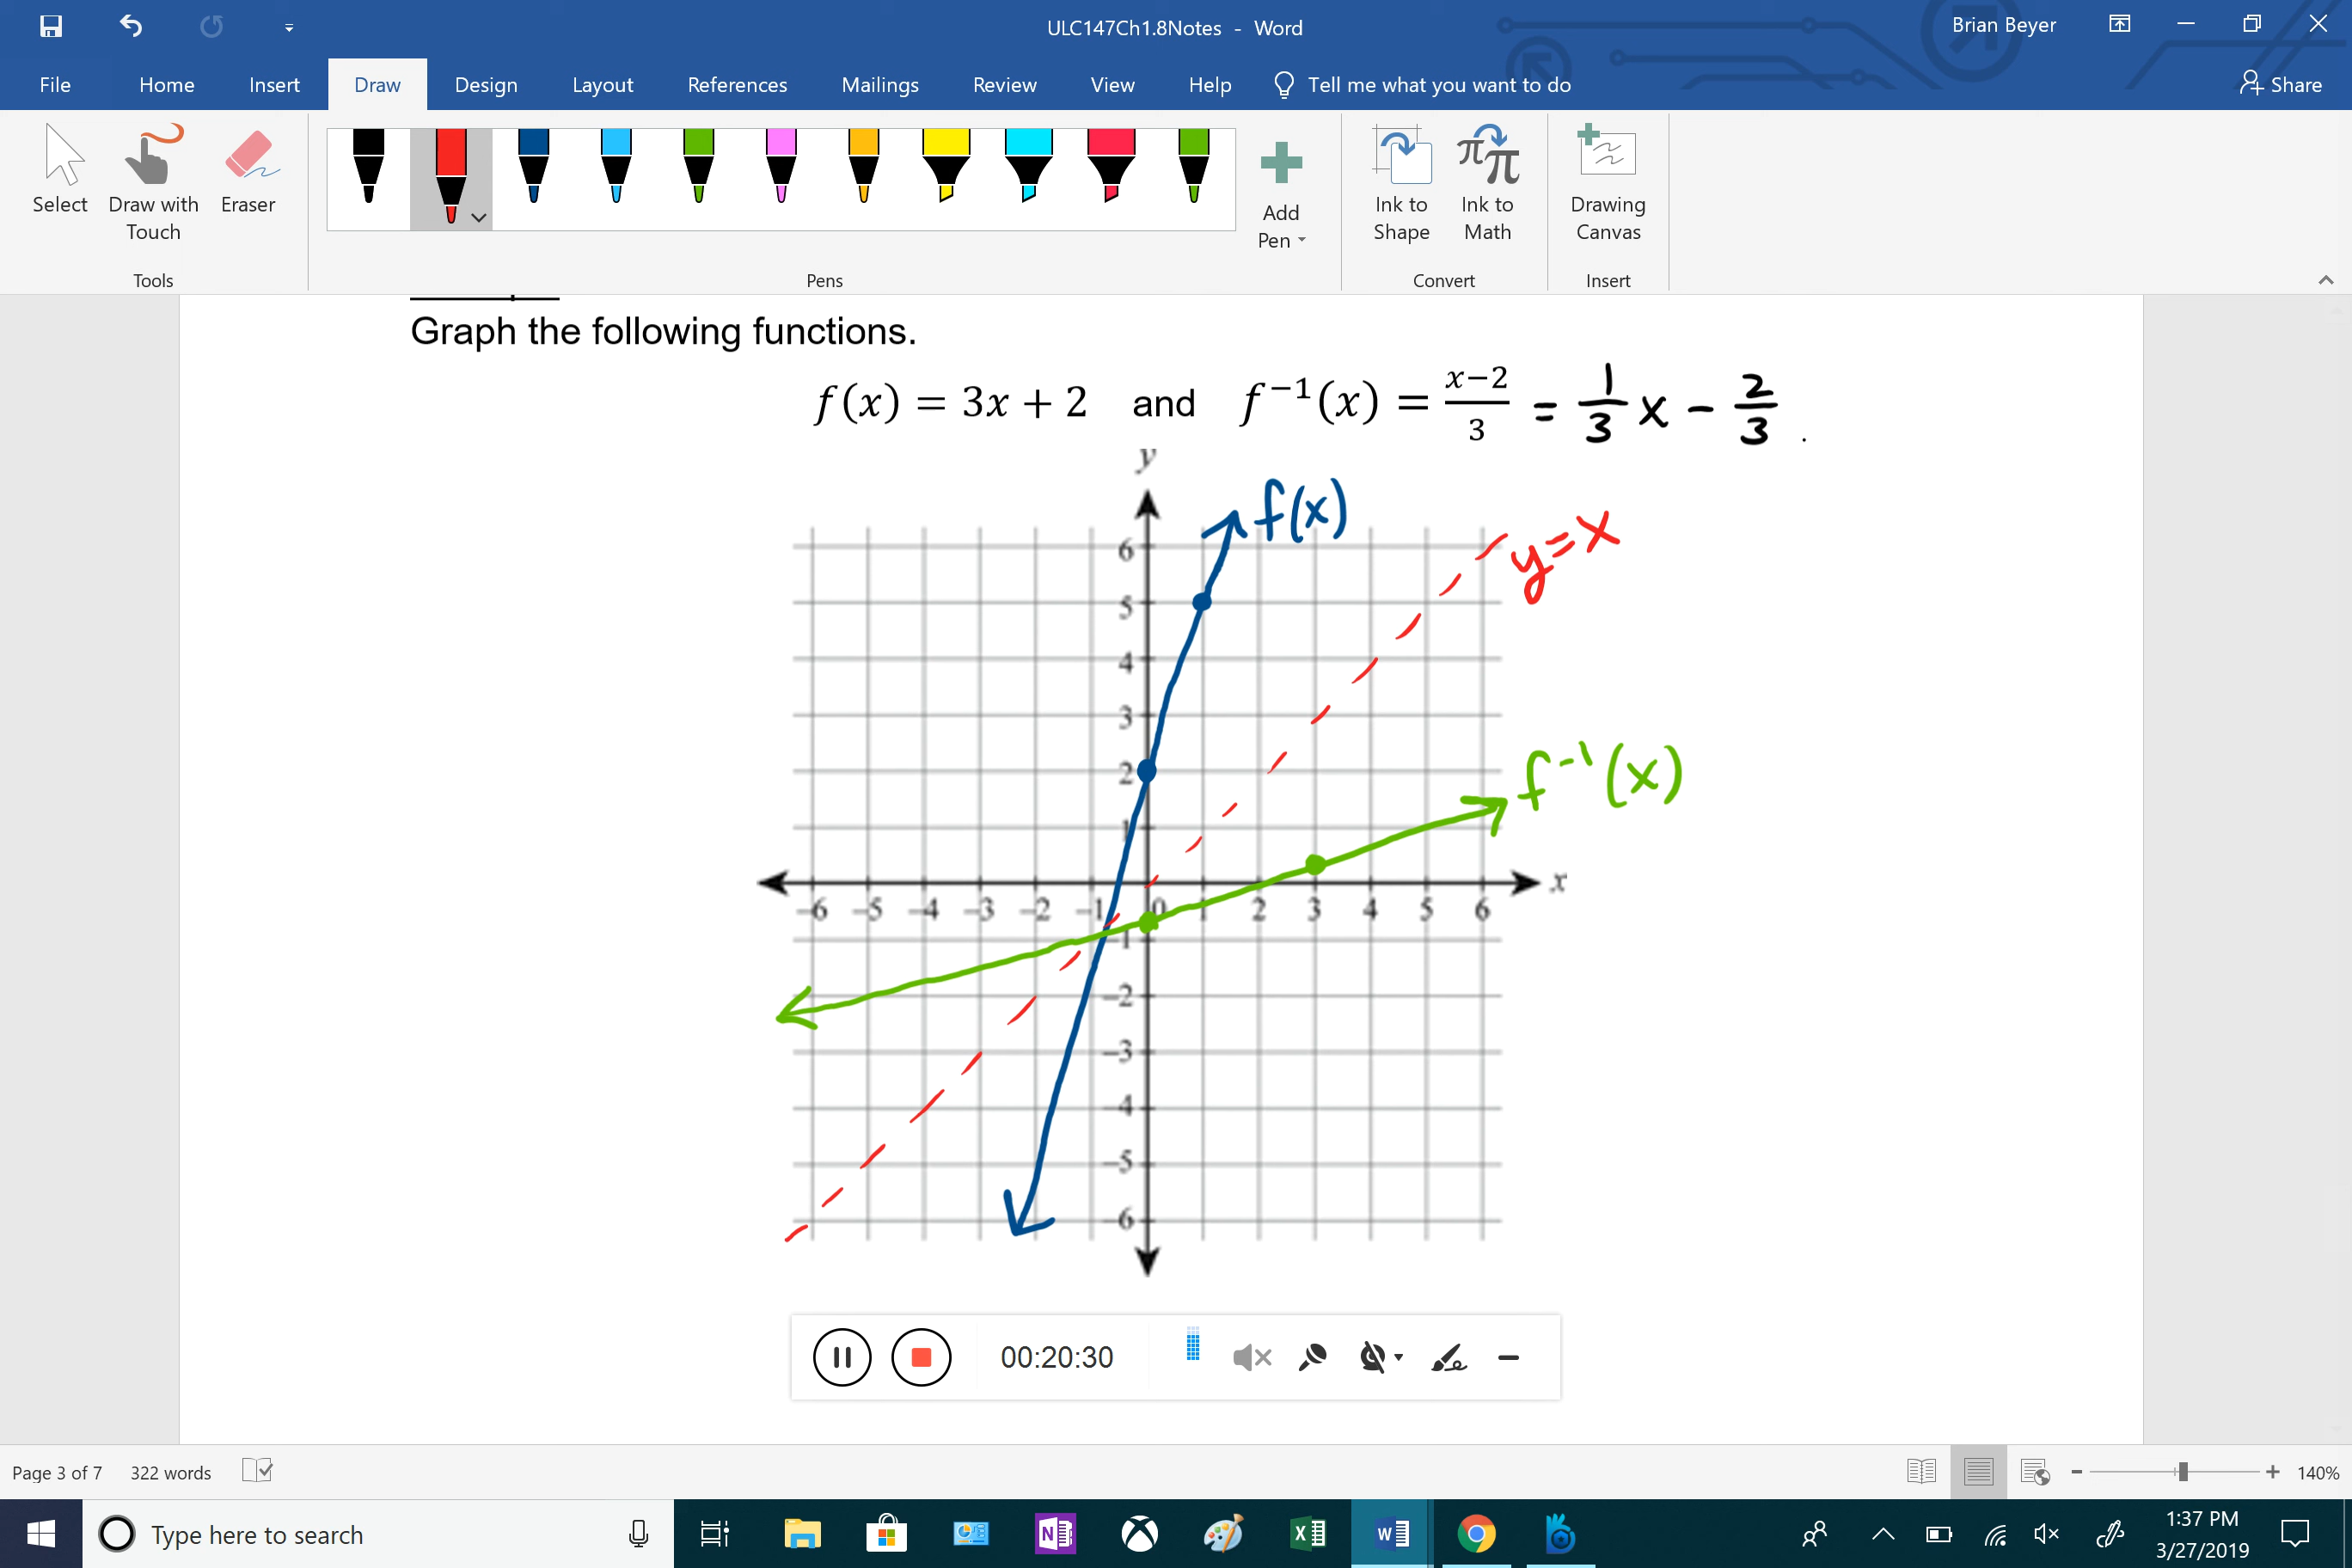 ULC147Ch1.8Notes - Word
Brian Beyer
File Home Insert Draw Design Layout References Mailings Review View Help Tell me what you want to do Share
Select Draw with Touch Eraser
Add Pen
Ink to Shape Ink to Math
Drawing Canvas
Tools Pens Convert Insert
Graph the following functions.
f(x) = 3x + 2 and f⁻¹(x) = (x−2)/3 = 1/3 x − 2/3 .
y
f(x)
y=x
6
5
4
3
2
1
f⁻¹(x)
x
−6 −5 −4 −3 −2 −1 0 1 2 3 4 5 6
−1
−2
−3
−4
−5
−6
00:20:30
Page 3 of 7 322 words 140%
Type here to search
1:37 PM
3/27/2019